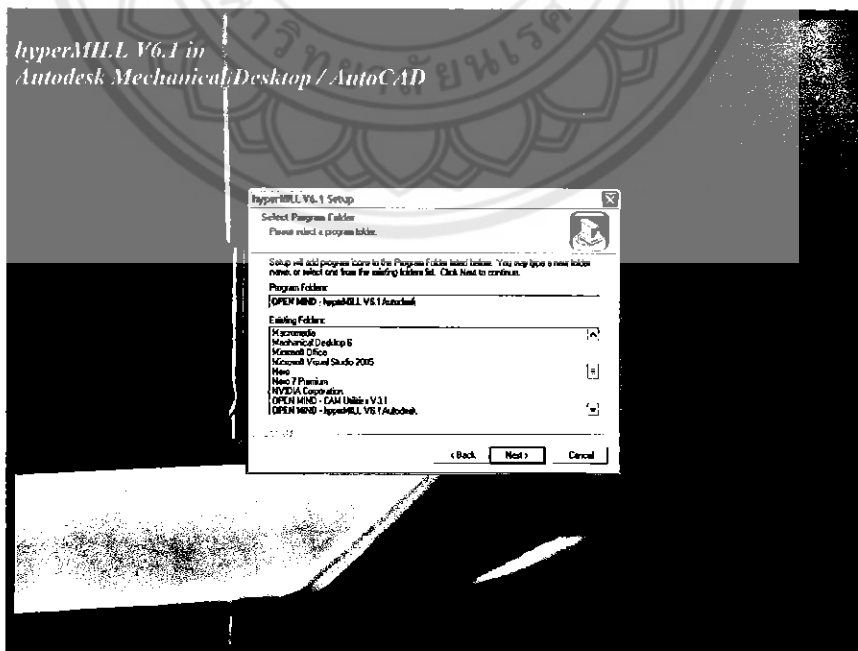 hyperMILL V6.1 in
Autodesk Mechanical Desktop / AutoCAD
hyperMILL V6.1 Setup
Select Program Folder
Please select a program folder.
Setup will add program icons to the Program Folder listed below. You may type a new folder
name, or select one from the existing folders list. Click Next to continue.
Program Folders:
OPEN MIND - hyperMILL V6.1 Autodesk
Existing Folders:
Macromedia
Mechanical Desktop 6
Microsoft Office
Microsoft Visual Studio 2005
Nero
Nero 7 Premium
NVIDIA Corporation
OPEN MIND - CAM Utilities V3.1
OPEN MIND - hyperMILL V6.1 Autodesk
< Back
Next >
Cancel